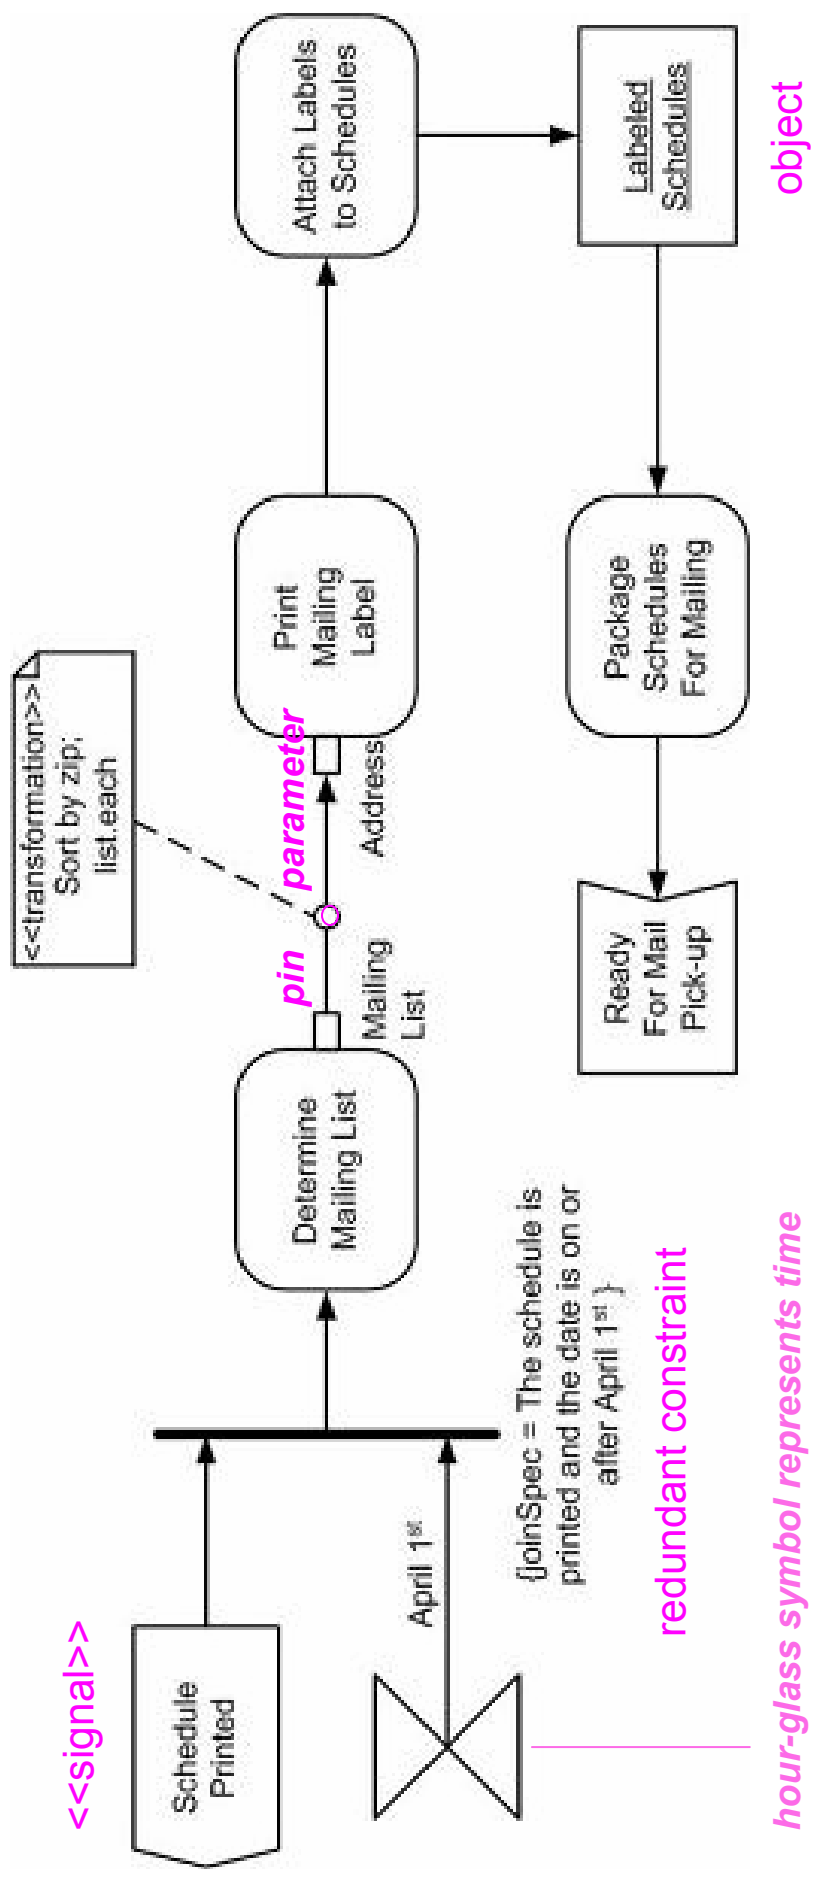 <<signal>>
Schedule
Printed
April 1st
{joinSpec = The schedule is
printed and the date is on or
after April 1st }
redundant constraint
hour-glass symbol represents time
Determine
Mailing List
pin
Mailing
List
<<transformation>>
Sort by zip;
list.each
parameter
Address
Print
Mailing
Label
Attach Labels
to Schedules
Labeled
Schedules
object
Package
Schedules
For Mailing
Ready
For Mail
Pick-up